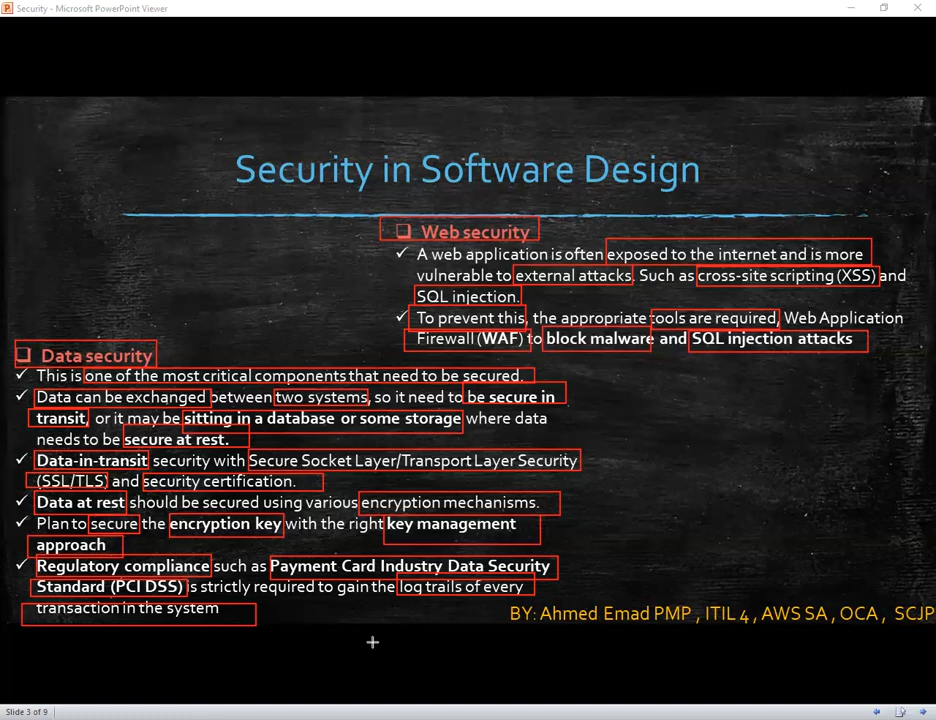 Security - Microsoft PowerPoint Viewer
Security in Software Design
Web security
A web application is often exposed to the internet and is more
vulnerable to external attacks. Such as cross-site scripting (XSS) and
SQL injection.
To prevent this, the appropriate tools are required, Web Application
Firewall (WAF) to block malware and SQL injection attacks
Data security
This is one of the most critical components that need to be secured.
Data can be exchanged between two systems, so it need to be secure in
transit, or it may be sitting in a database or some storage where data
needs to be secure at rest.
Data-in-transit security with Secure Socket Layer/Transport Layer Security
(SSL/TLS) and security certification.
Data at rest should be secured using various encryption mechanisms.
Plan to secure the encryption key with the right key management
approach
Regulatory compliance such as Payment Card Industry Data Security
Standard (PCI DSS) is strictly required to gain the log trails of every
transaction in the system
BY: Ahmed Emad PMP , ITIL 4 , AWS SA , OCA , SCJP
Slide 3 of 9